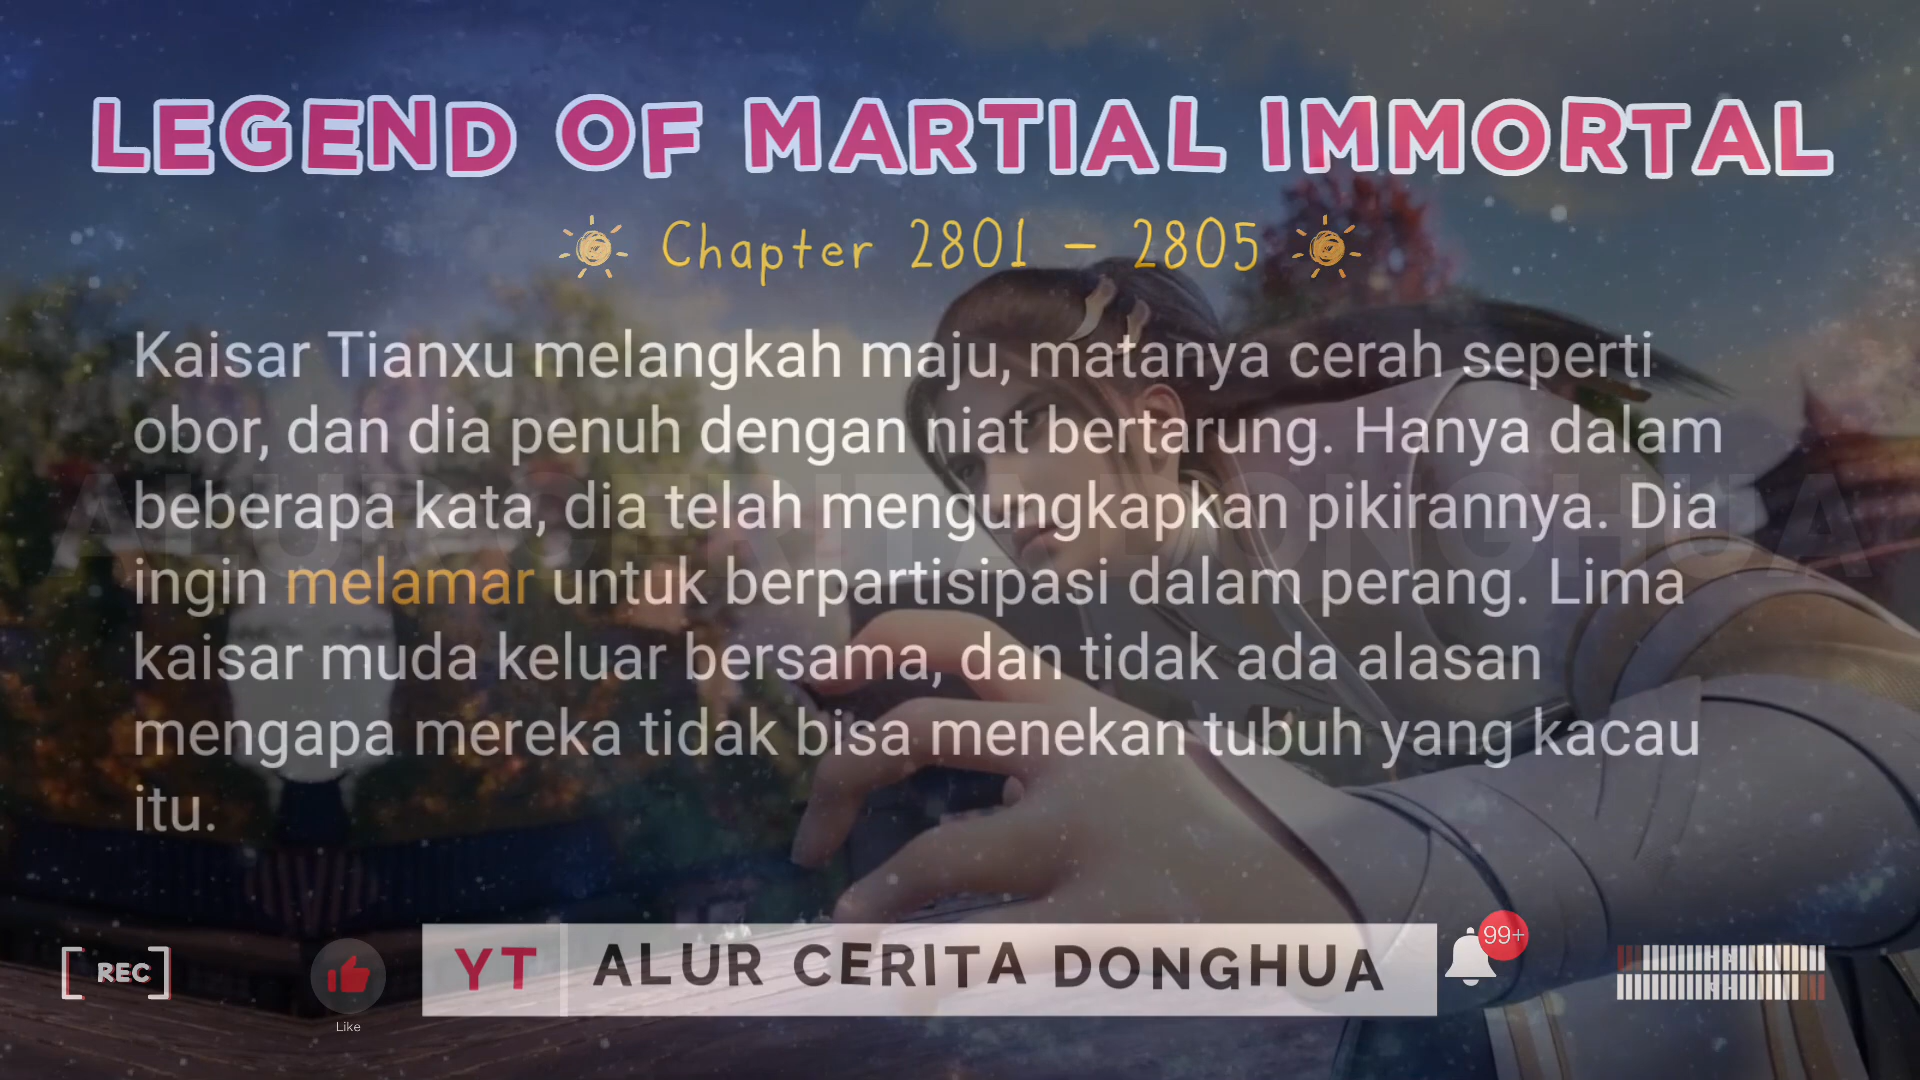 LEGEND OF MARTIAL IMMORTAL
Chapter 2801 - 2805
Kaisar Tianxu melangkah maju, matanya cerah seperti
obor, dan dia penuh dengan niat bertarung. Hanya dalam
beberapa kata, dia telah mengungkapkan pikirannya. Dia
ingin melamar untuk berpartisipasi dalam perang. Lima
kaisar muda keluar bersama, dan tidak ada alasan
mengapa mereka tidak bisa menekan tubuh yang kacau
itu.
ALUR CERITA DONGHUA
REC
Like
YT ALUR CERITA DONGHUA
99+